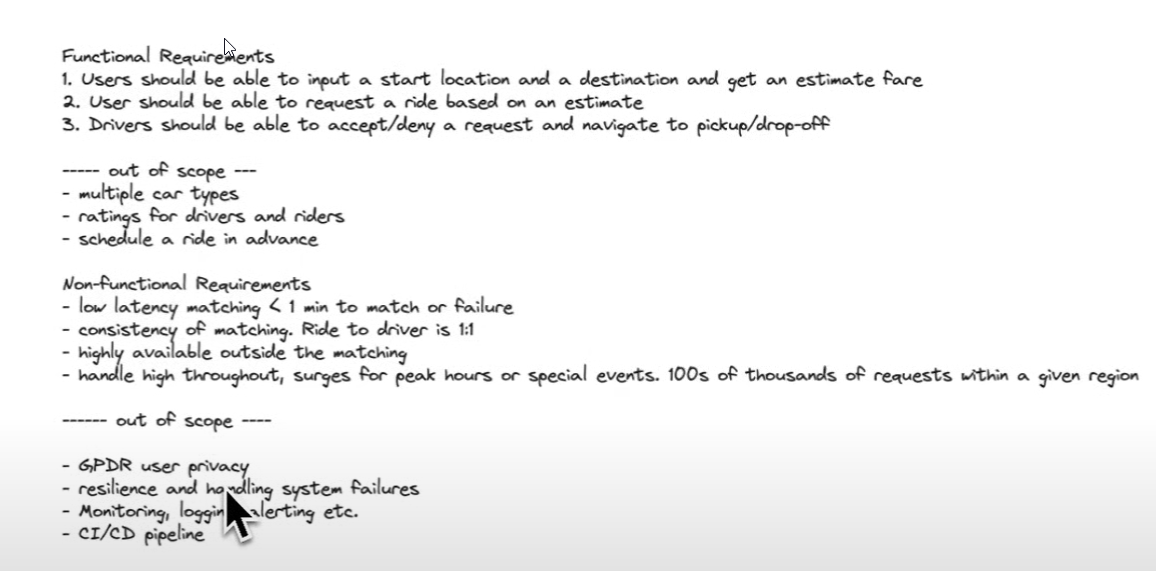 Functional Requirements
1. Users should be able to input a start location and a destination and get an estimate fare
2. User should be able to request a ride based on an estimate
3. Drivers should be able to accept/deny a request and navigate to pickup/drop-off
----- out of scope ---
- multiple car types
- ratings for drivers and riders
- schedule a ride in advance
Non-functional Requirements
- low latency matching < 1 min to match or failure
- consistency of matching. Ride to driver is 1:1
- highly available outside the matching
- handle high throughout, surges for peak hours or special events. 100s of thousands of requests within a given region
------ out of scope ----
- GPDR user privacy
- resilience and handling system failures
- Monitoring, logging, alerting etc.
- CI/CD pipeline